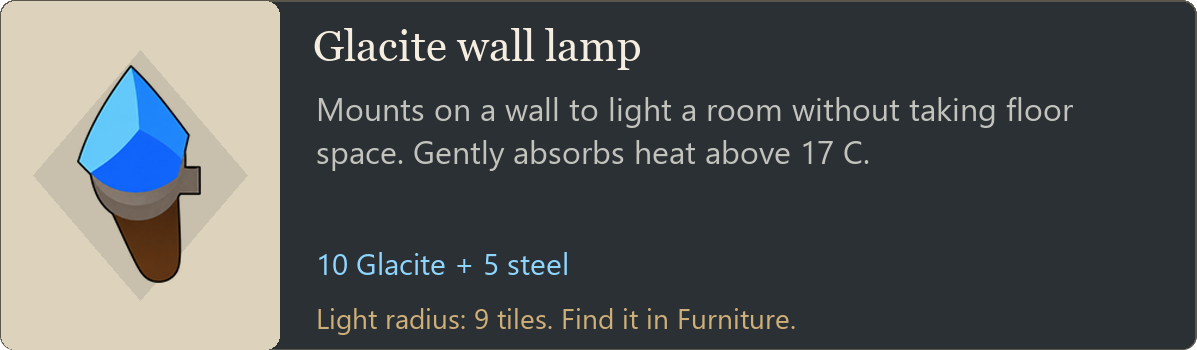 Glacite wall lamp
Mounts on a wall to light a room without taking floor
space. Gently absorbs heat above 17 C.
10 Glacite + 5 steel
Light radius: 9 tiles. Find it in Furniture.